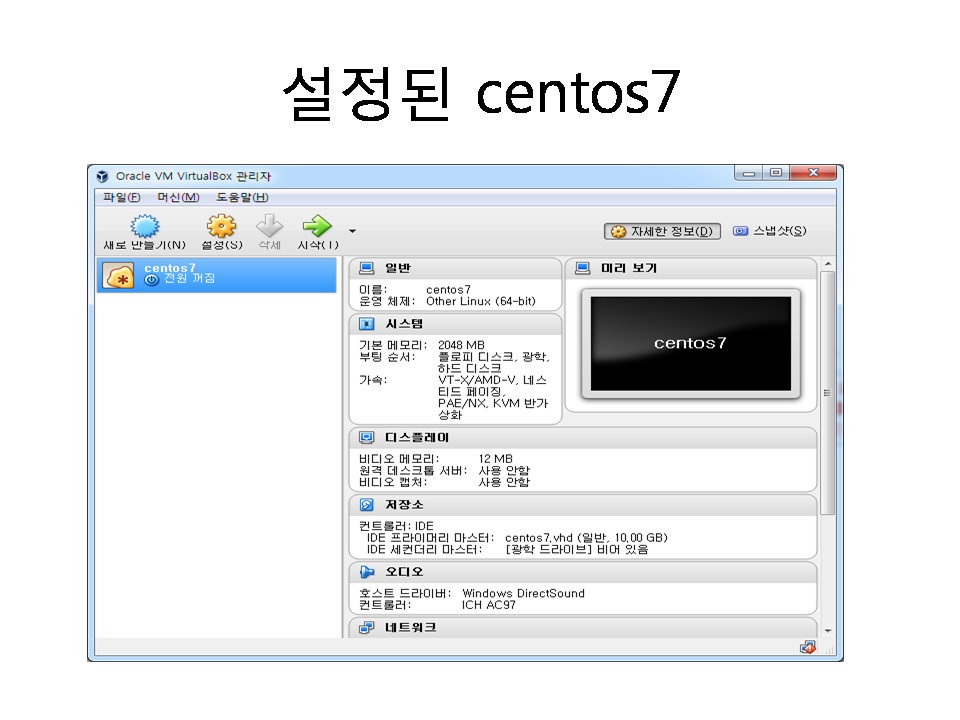 설정된 centos7
Oracle VM VirtualBox 관리자
파일(F) 머신(M) 도움말(H)
새로 만들기(N) 설정(S) 삭제 시작(T)
자세한 정보(D) 스냅샷(S)
centos7
전원 꺼짐
일반
이름: centos7
운영 체제: Other Linux (64-bit)
미리 보기
centos7
시스템
기본 메모리: 2048 MB
부팅 순서: 플로피 디스크, 광학,
하드 디스크
가속: VT-X/AMD-V, 네스
티드 페이징,
PAE/NX, KVM 반가
상화
디스플레이
비디오 메모리: 12 MB
원격 데스크톱 서버: 사용 안함
비디오 캡처: 사용 안함
저장소
컨트롤러: IDE
IDE 프라이머리 마스터: centos7.vhd (일반, 10.00 GB)
IDE 세컨더리 마스터: [광학 드라이브] 비어 있음
오디오
호스트 드라이버: Windows DirectSound
컨트롤러: ICH AC97
네트워크